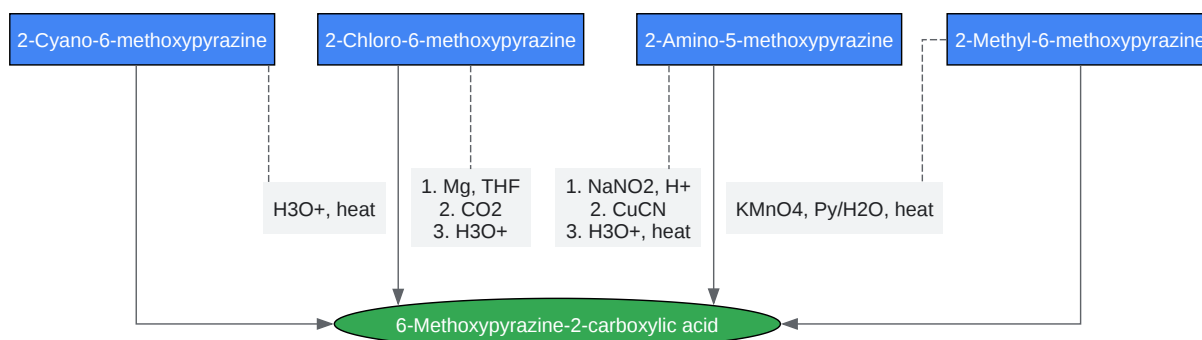 2-Cyano-6-methoxypyrazine
2-Chloro-6-methoxypyrazine
2-Amino-5-methoxypyrazine
2-Methyl-6-methoxypyrazine
H3O+, heat
1. Mg, THF
2. CO2
3. H3O+
1. NaNO2, H+
2. CuCN
3. H3O+, heat
KMnO4, Py/H2O, heat
6-Methoxypyrazine-2-carboxylic acid